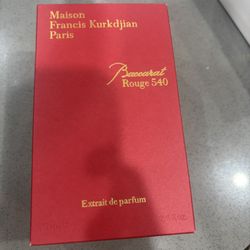 Maison
Francis Kurkdjian
Paris
Baccarat
Rouge 540
Extrait de parfum